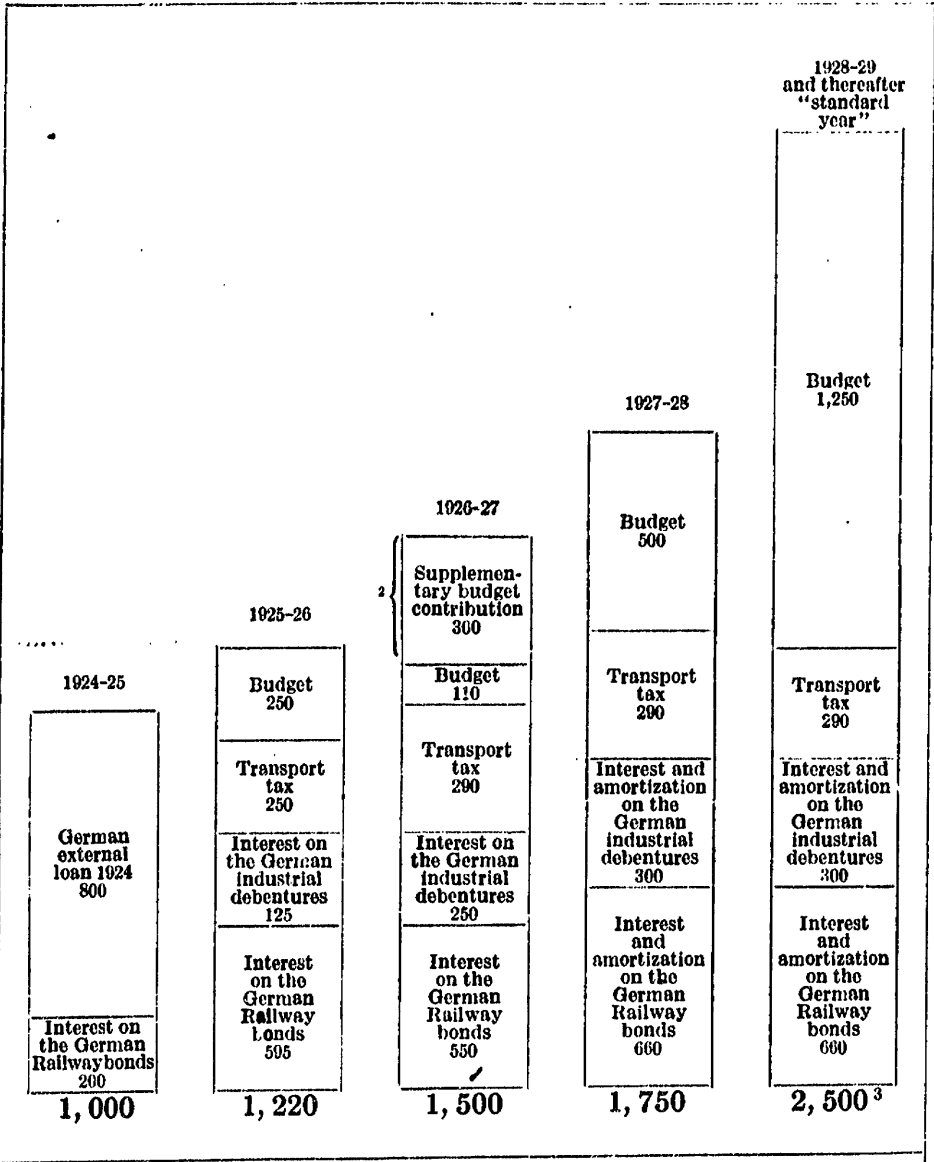 1924-25
German
external
loan 1924
800
Interest on
the German
Railway bonds
200
1,000
1925-26
Budget
250
Transport
tax
250
Interest on
the German
industrial
debentures
125
Interest
on the
German
Railway
bonds
595
1,220
1926-27
2
Supplemen-
tary budget
contribution
300
Budget
110
Transport
tax
290
Interest on
the German
industrial
debentures
250
Interest
on the
German
Railway
bonds
550
1,500
1927-28
Budget
500
Transport
tax
290
Interest and
amortization
on the
German
industrial
debentures
300
Interest
and
amortization
on the
German
Railway
bonds
660
1,750
1928-29
and thereafter
"standard
year"
Budget
1,250
Transport
tax
290
Interest and
amortization
on the
German
industrial
debentures
300
Interest
and
amortization
on the
German
Railway
bonds
660
2,500 3